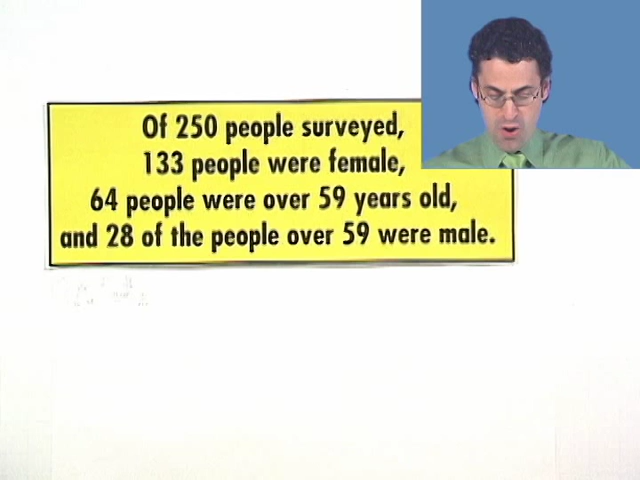 Of 250 people surveyed,
133 people were female,
64 people were over 59 years old,
and 28 of the people over 59 were male.